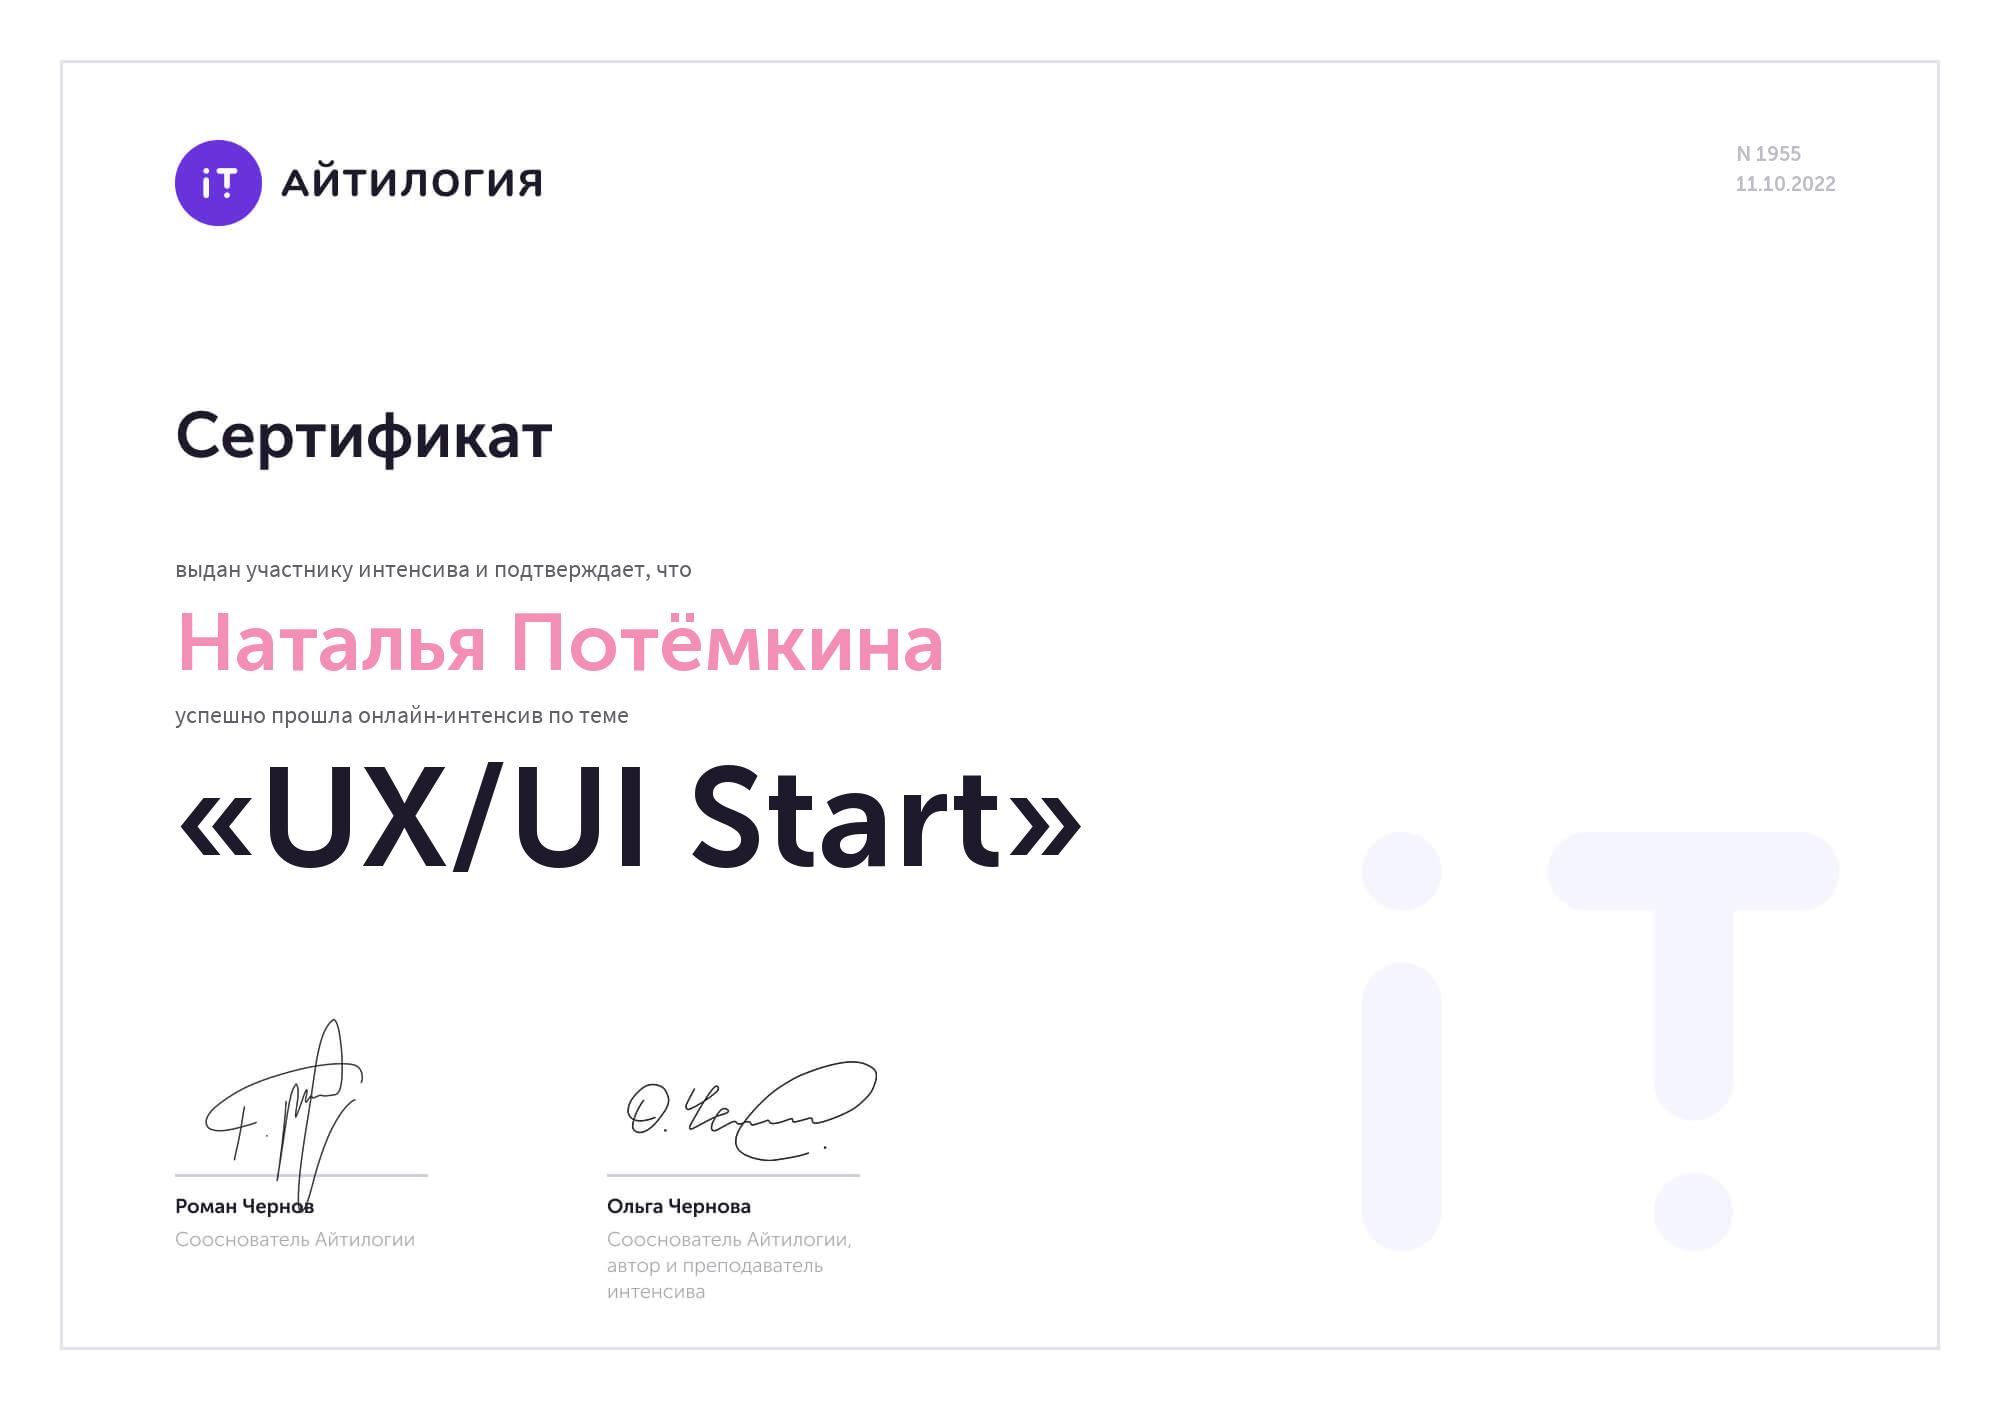 iT АЙТИЛОГИЯ
N 1955
11.10.2022
Сертификат
выдан участнику интенсива и подтверждает, что
Наталья Потёмкина
успешно прошла онлайн-интенсив по теме
«UX/UI Start»
О. Че
Роман Чернов
Сооснователь Айтилогии
Ольга Чернова
Сооснователь Айтилогии,
автор и преподаватель
интенсива
iT